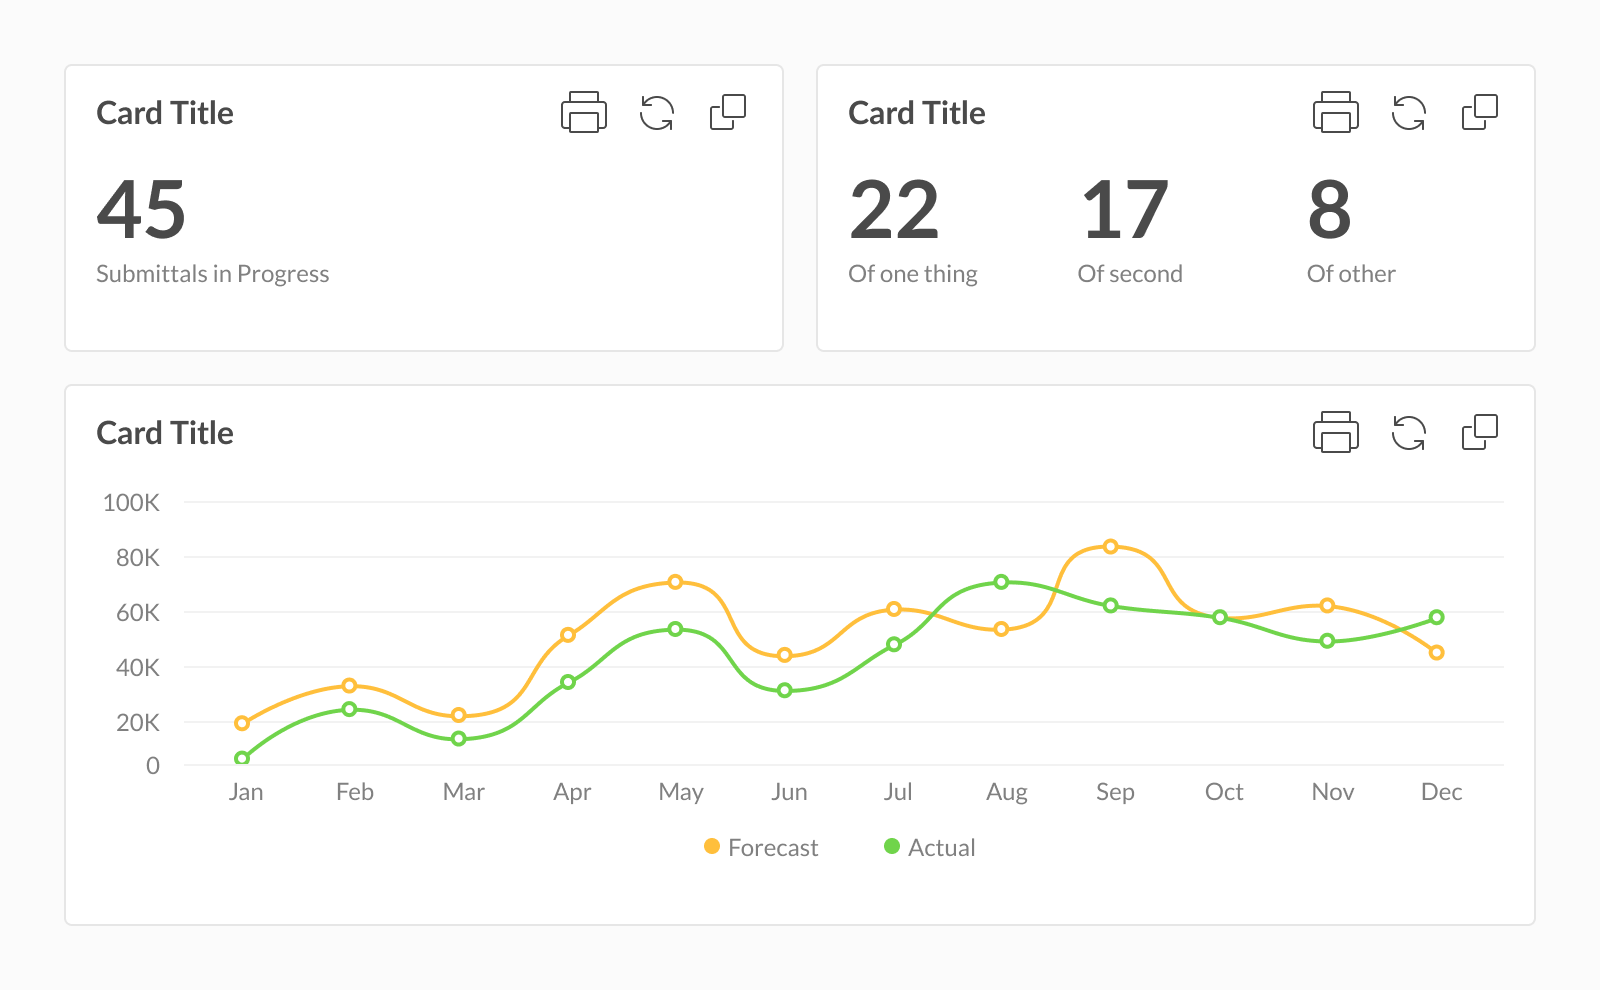 Card Title
45
Submittals in Progress
Card Title
22 17 8
Of one thing Of second Of other
Card Title
100K
80K
60K
40K
20K
0
Jan Feb Mar Apr May Jun Jul Aug Sep Oct Nov Dec
Forecast Actual